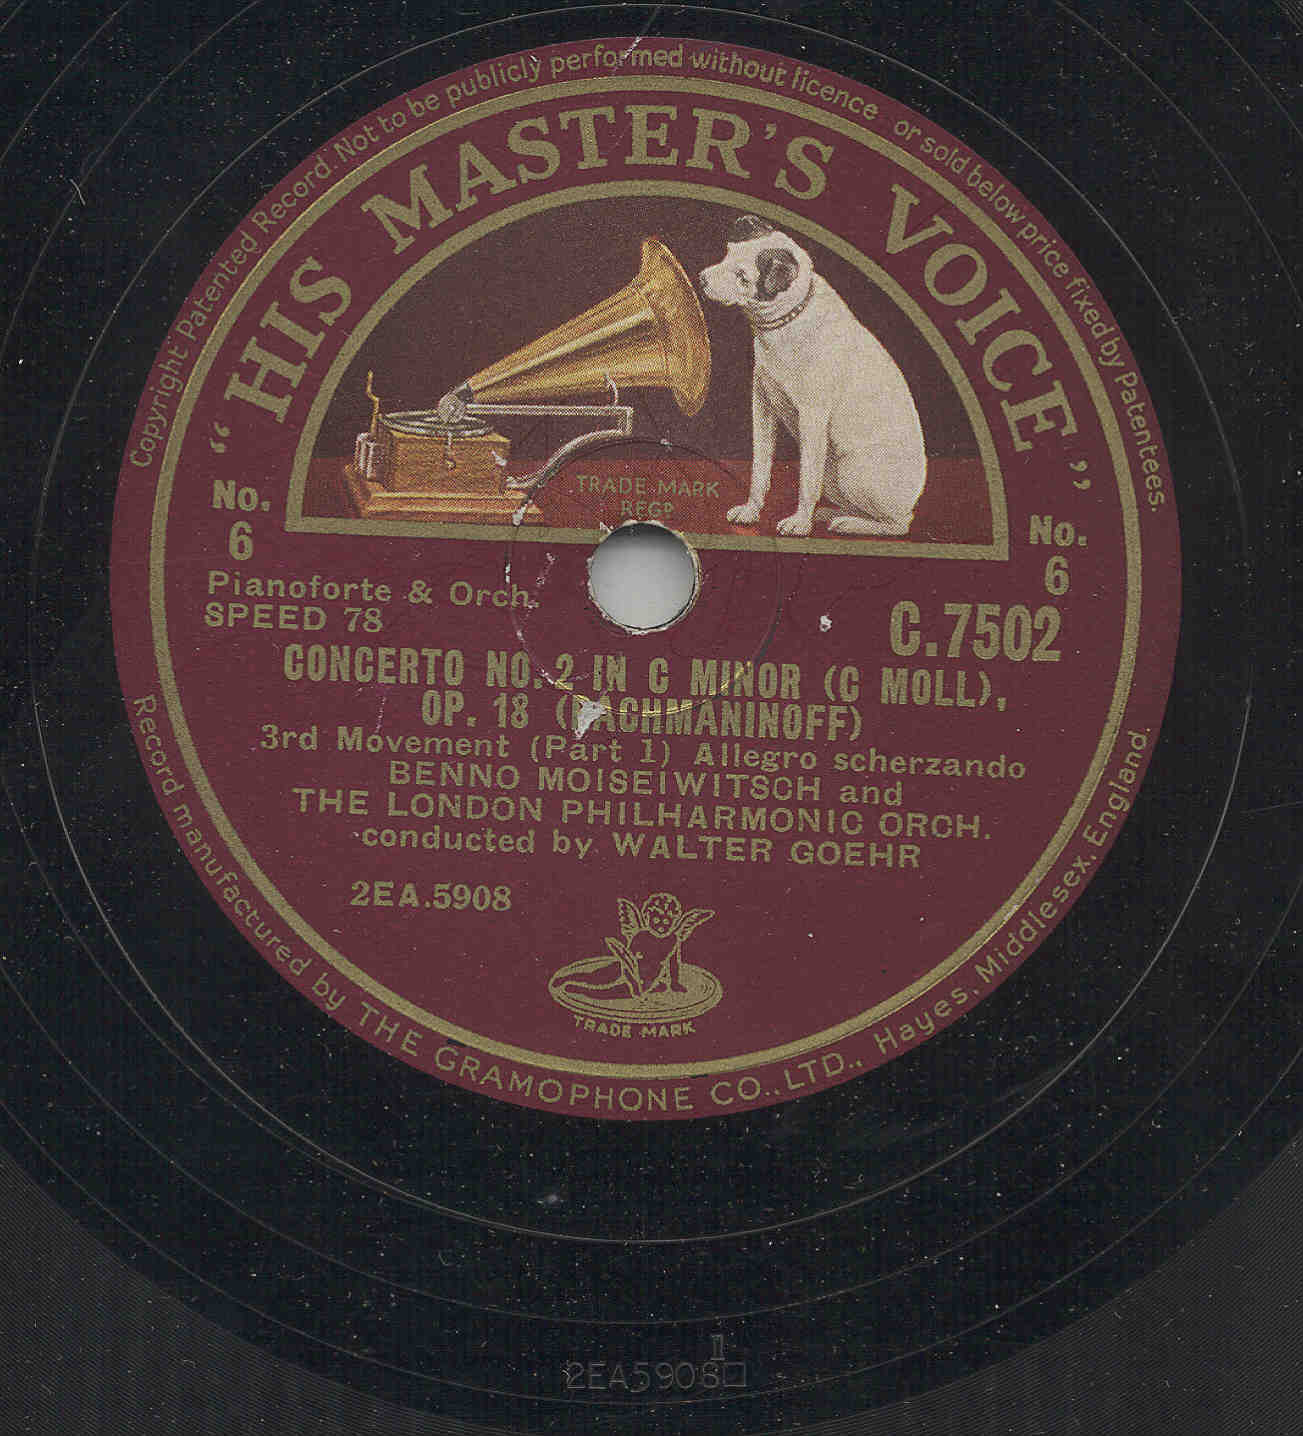 Copyright Patented Record. Not to be publicly performed without licence or sold below price fixed by Patentees.
"HIS MASTER'S VOICE"
TRADE MARK
REGD
No.
6
No.
6
Pianoforte & Orch.
SPEED 78
C.7502
CONCERTO NO. 2 IN C MINOR (C MOLL),
OP. 18 (RACHMANINOFF)
3rd Movement (Part 1) Allegro scherzando
BENNO MOISEIWITSCH and
THE LONDON PHILHARMONIC ORCH.
conducted by WALTER GOEHR
2EA.5908
TRADE MARK
Record manufactured by THE GRAMOPHONE CO., LTD., Hayes, Middlesex, England.
1
2EA5908□